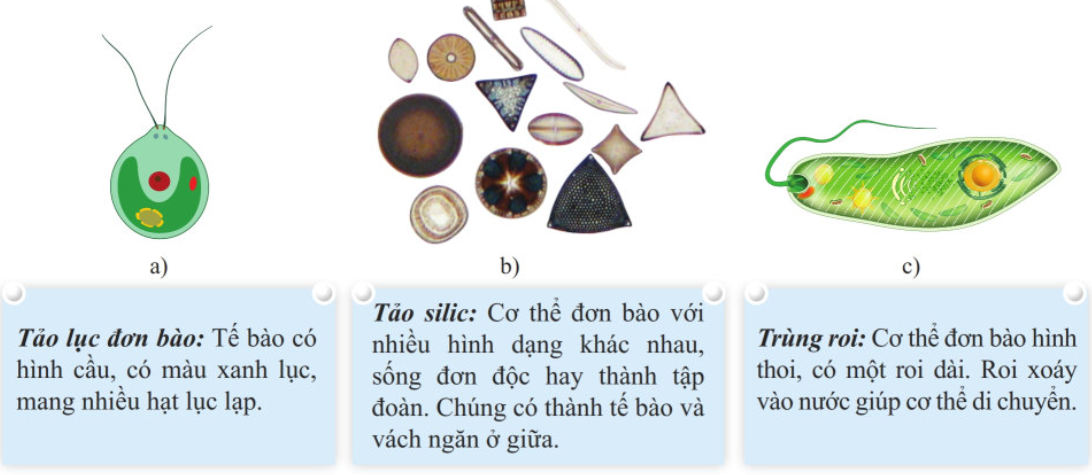 a)
b)
c)
Tảo lục đơn bào: Tế bào có
hình cầu, có màu xanh lục,
mang nhiều hạt lục lạp.
Tảo silic: Cơ thể đơn bào với
nhiều hình dạng khác nhau,
sống đơn độc hay thành tập
đoàn. Chúng có thành tế bào và
vách ngăn ở giữa.
Trùng roi: Cơ thể đơn bào hình
thoi, có một roi dài. Roi xoáy
vào nước giúp cơ thể di chuyển.